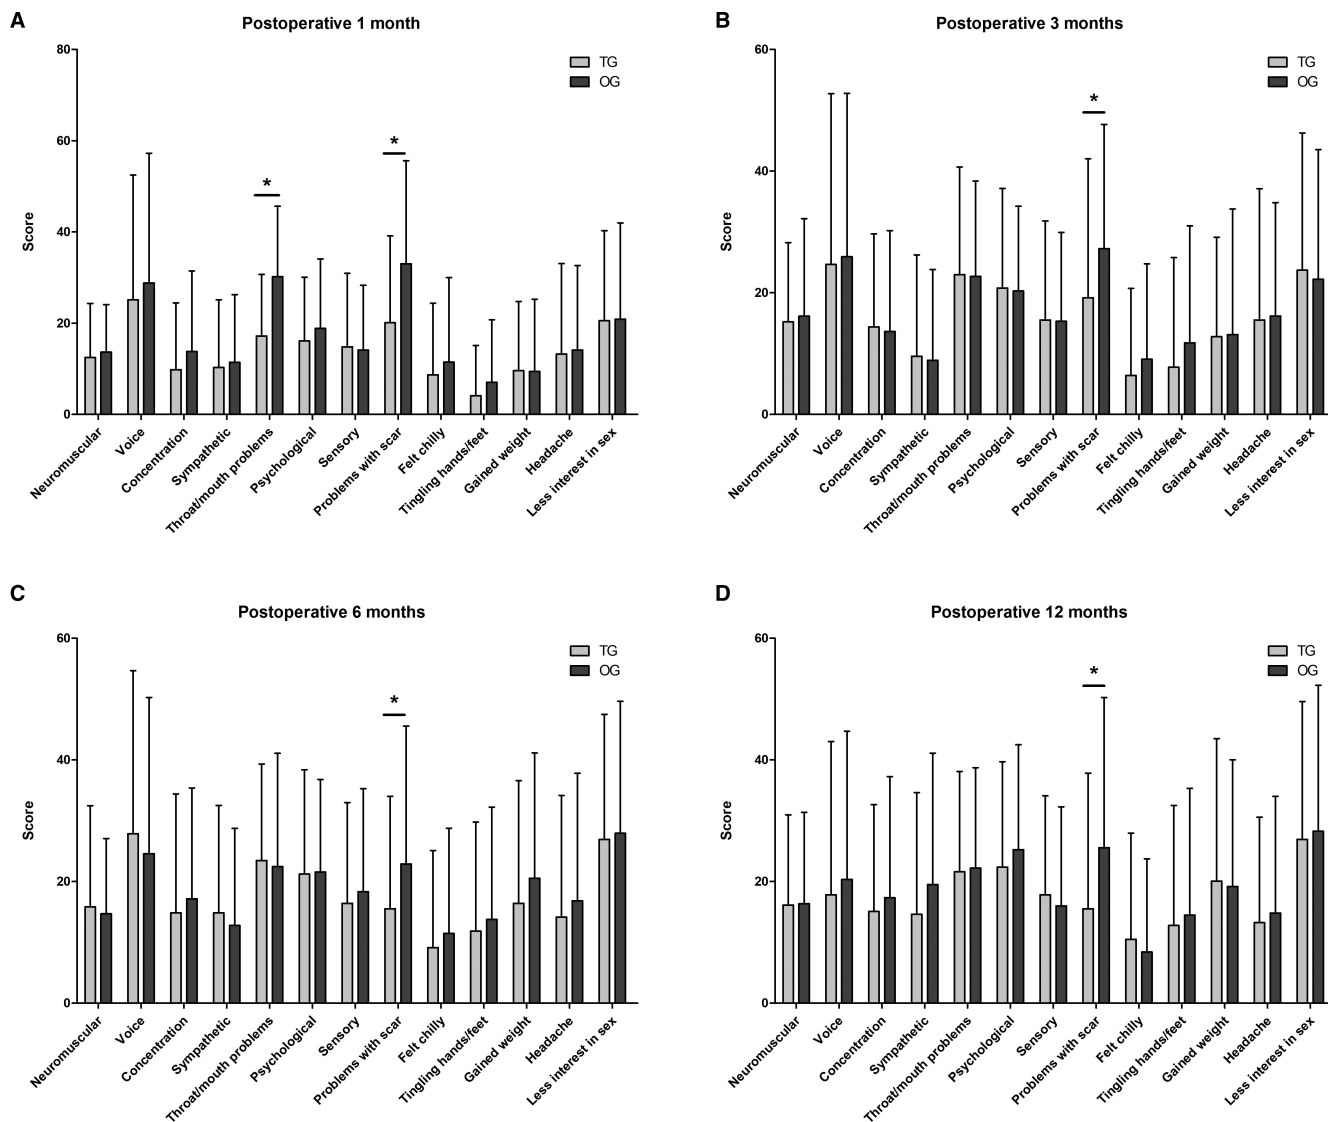 A
Postoperative 1 month
Score
80
60
40
20
0
TG
OG
*
*
Neuromuscular
Voice
Concentration
Sympathetic
Throat/mouth problems
Psychological
Sensory
Problems with scar
Felt chilly
Tingling hands/feet
Gained weight
Headache
Less interest in sex
B
Postoperative 3 months
Score
60
40
20
0
TG
OG
*
Neuromuscular
Voice
Concentration
Sympathetic
Throat/mouth problems
Psychological
Sensory
Problems with scar
Felt chilly
Tingling hands/feet
Gained weight
Headache
Less interest in sex
C
Postoperative 6 months
Score
60
40
20
0
TG
OG
*
Neuromuscular
Voice
Concentration
Sympathetic
Throat/mouth problems
Psychological
Sensory
Problems with scar
Felt chilly
Tingling hands/feet
Gained weight
Headache
Less interest in sex
D
Postoperative 12 months
Score
60
40
20
0
TG
OG
*
Neuromuscular
Voice
Concentration
Sympathetic
Throat/mouth problems
Psychological
Sensory
Problems with scar
Felt chilly
Tingling hands/feet
Gained weight
Headache
Less interest in sex